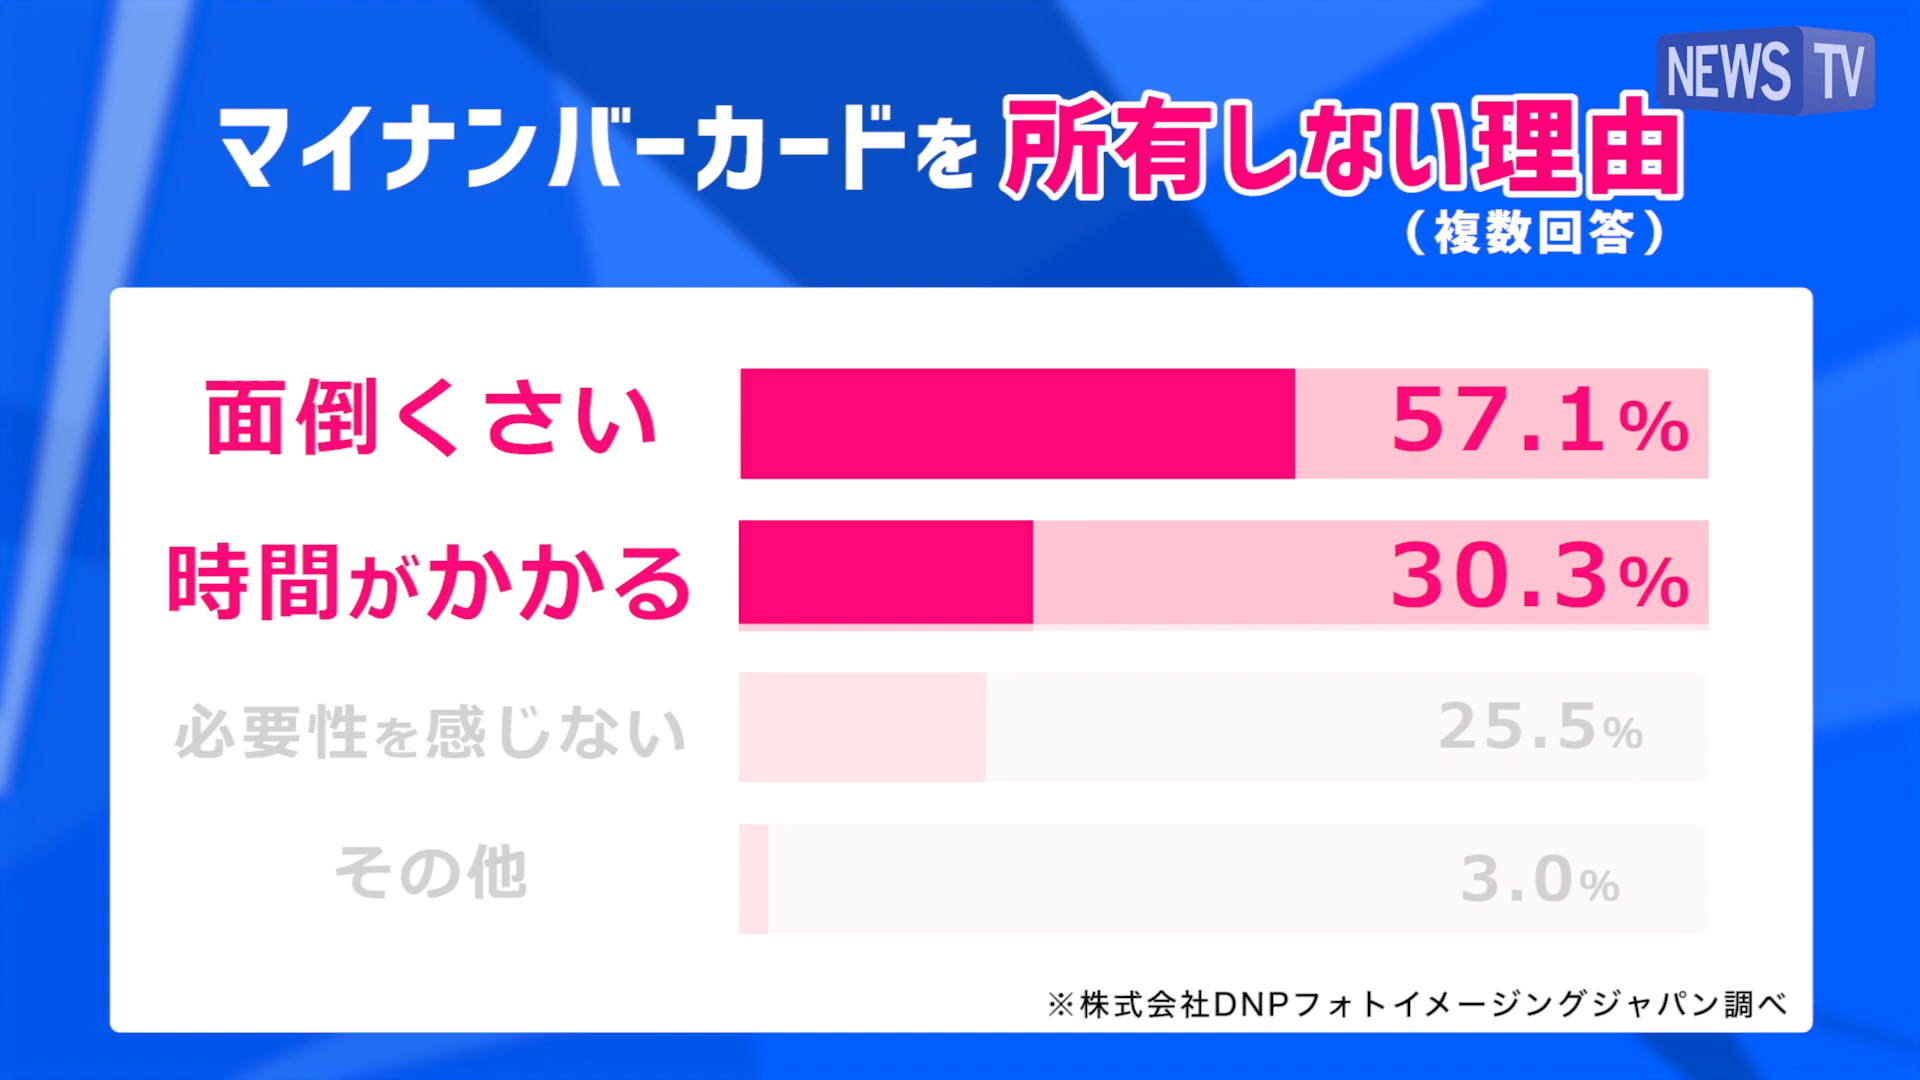 NEWS TV
マイナンバーカードを所有しない理由
（複数回答）
面倒くさい 57.1%
時間がかかる 30.3%
必要性を感じない 25.5%
その他 3.0%
※株式会社DNPフォトイメージングジャパン調べ